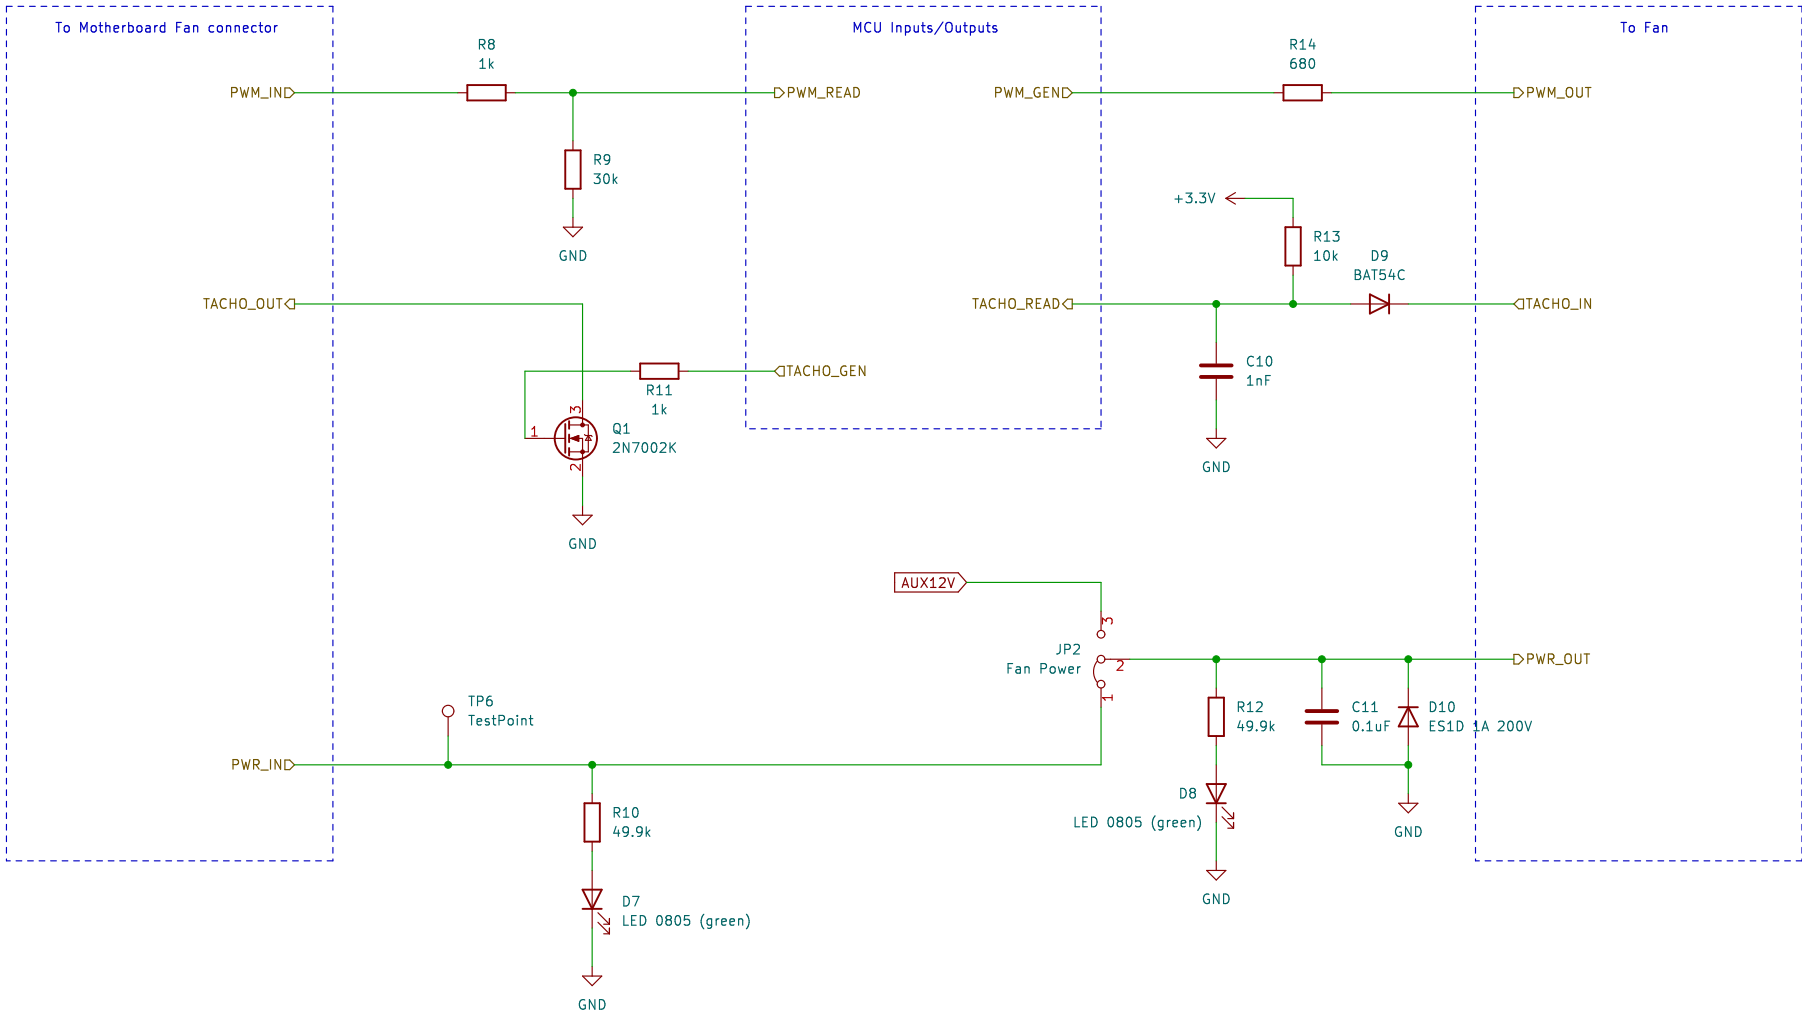 To Motherboard Fan connector
MCU Inputs/Outputs
To Fan
R8
1k
R14
680
PWM_IN
PWM_READ
PWM_GEN
PWM_OUT
R9
30k
GND
+3.3V
R13
10k
D9
BAT54C
TACHO_OUT
TACHO_READ
TACHO_IN
C10
1nF
TACHO_GEN
R11
1k
3
1
2
Q1
2N7002K
GND
GND
AUX12V
3
JP2
Fan Power
2
1
PWR_OUT
TP6
TestPoint
R12
49.9k
C11
0.1uF
D10
ES1D 1A 200V
PWR_IN
D8
LED 0805 (green)
GND
R10
49.9k
GND
D7
LED 0805 (green)
GND